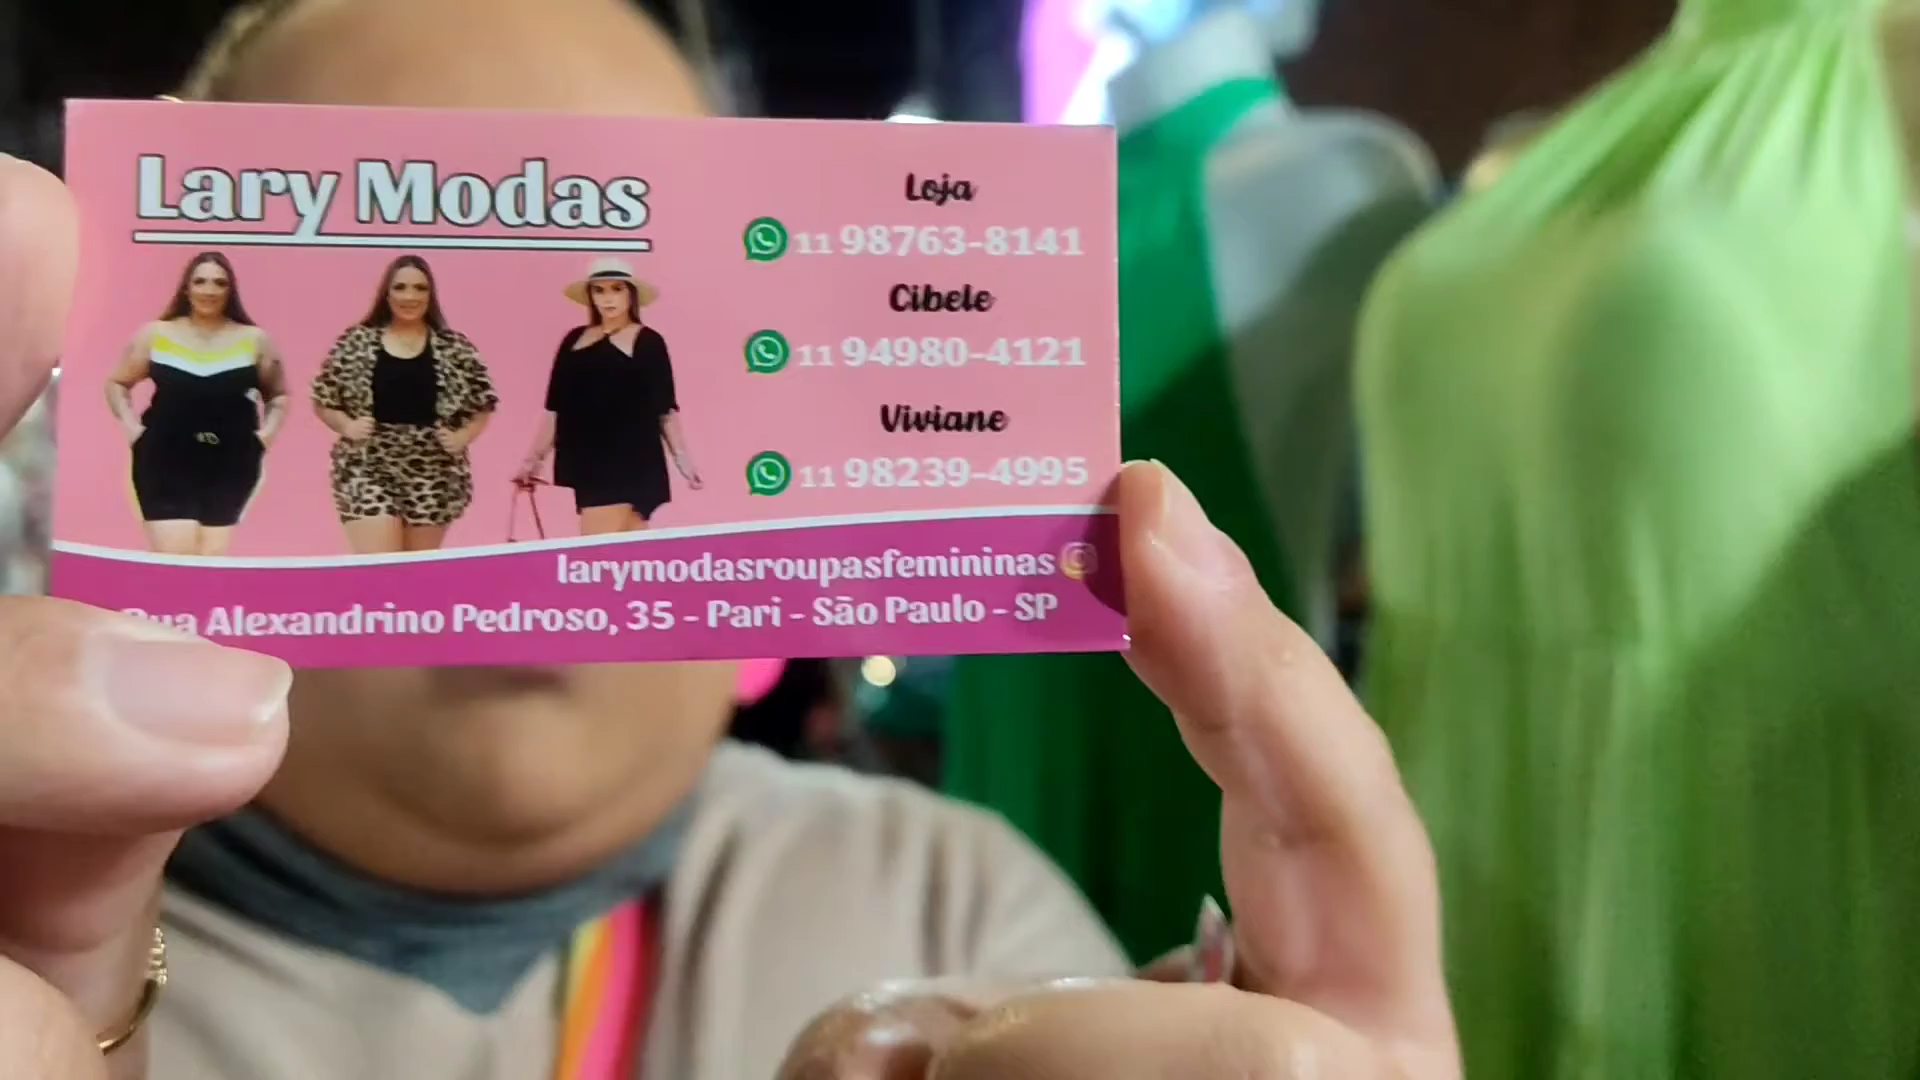 Lary Modas
Loja
11 98763-8141
Cibele
11 94980-4121
Viviane
11 98239-4995
larymodasroupasfemininas
Rua Alexandrino Pedroso, 35 - Pari - São Paulo - SP